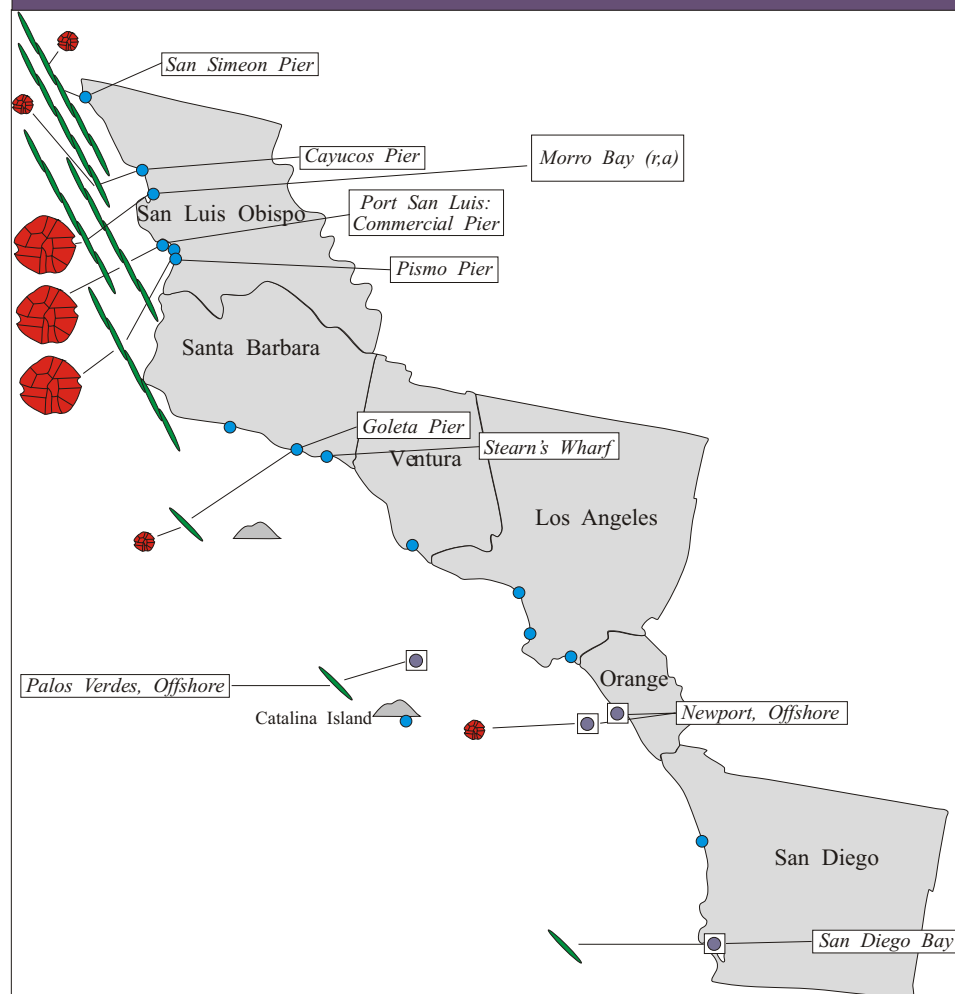 San Simeon Pier
Cayucos Pier
Morro Bay (r,a)
San Luis Obispo
Port San Luis:
Commercial Pier
Pismo Pier
Santa Barbara
Goleta Pier
Stearn's Wharf
Ventura
Los Angeles
Orange
Palos Verdes, Offshore
Catalina Island
Newport, Offshore
San Diego
San Diego Bay